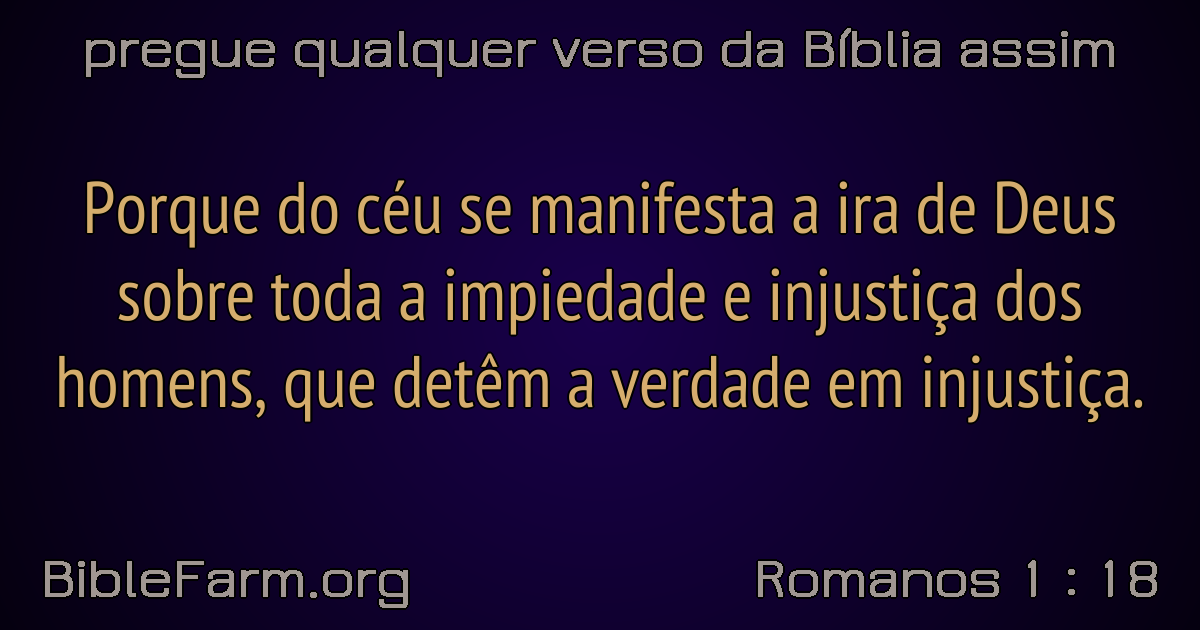 pregue qualquer verso da Bíblia assim
Porque do céu se manifesta a ira de Deus
sobre toda a impiedade e injustiça dos
homens, que detêm a verdade em injustiça.
BibleFarm.org
Romanos 1 : 18